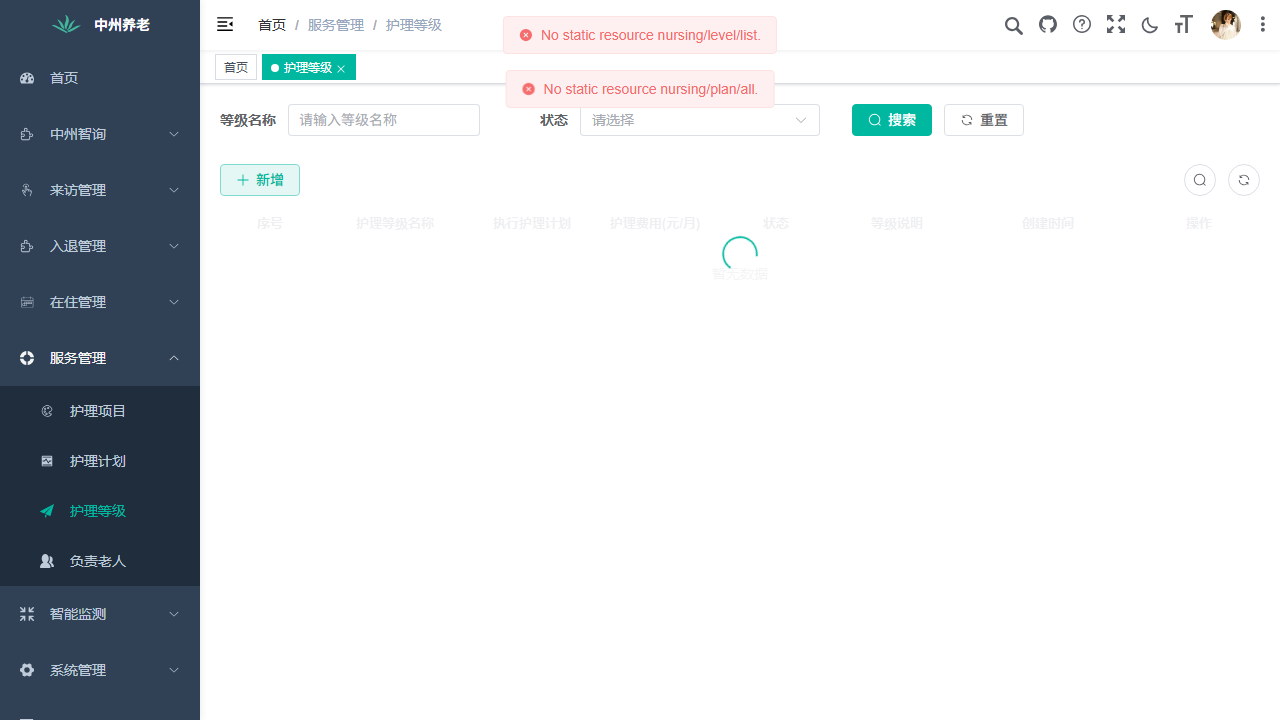 中州养老
首页 / 服务管理 / 护理等级
No static resource nursing/level/list.
首页
护理等级
No static resource nursing/plan/all.
首页
中州智询
来访管理
入退管理
在住管理
服务管理
护理项目
护理计划
护理等级
负责老人
智能监测
系统管理
等级名称 请输入等级名称 状态 请选择 搜索 重置
新增
序号 护理等级名称 执行护理计划 护理费用(元/月) 状态 等级说明 创建时间 操作
暂无数据